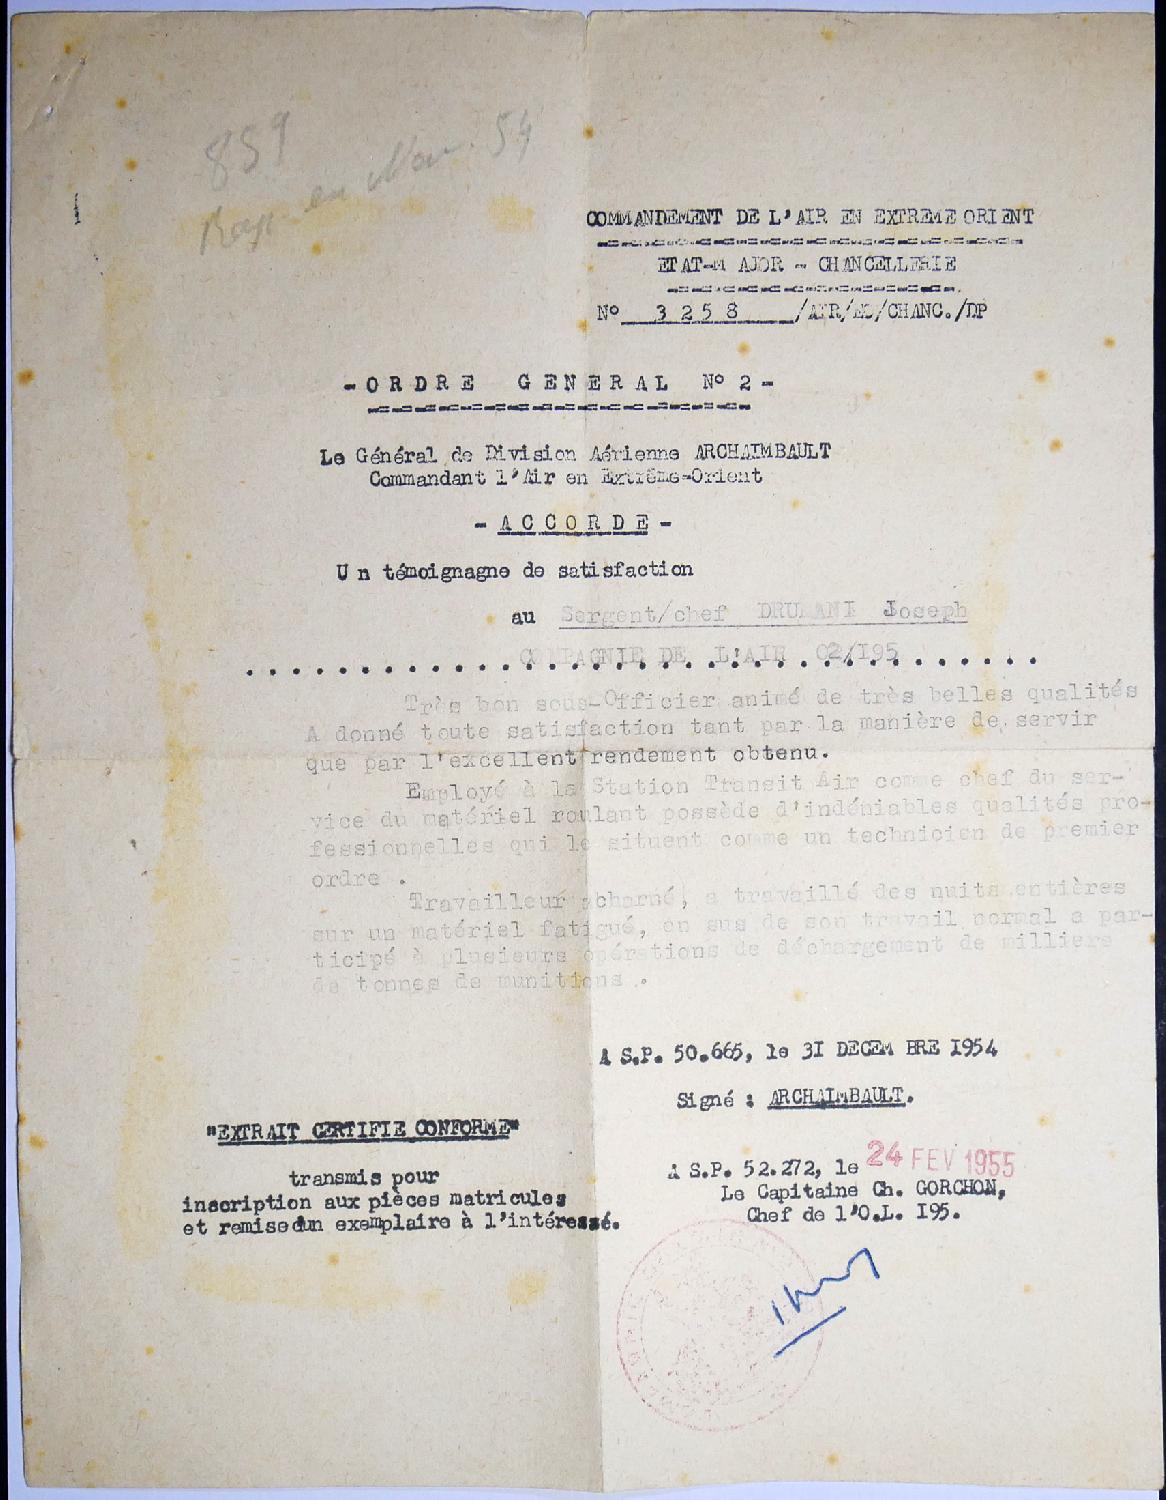 859
Rap en Nov. 54
COMMANDEMENT DE L'AIR EN EXTREME ORIENT
ETAT-MAJOR - CHANCELLERIE
N° 3258 /AIR/EO/CHANC./DP
-ORDRE GENERAL N° 2-
Le Général de Division Aérienne ARCHAIMBAULT
Commandant l'Air en Extrême-Orient
- ACCORDE -
Un témoignagne de satisfaction
au Sergent/chef Joseph
COMPAGNIE DE L'AIR 02/195
Très bon sous-Officier animé de très belles qualités
A donné toute satisfaction tant par la manière de servir
que par l'excellent rendement obtenu.
Employé à la Station Transit Air comme chef du ser-
vice du matériel roulant possède d'indéniables qualités pro-
fessionnelles qui le situent comme un technicien de premier
ordre .
Travailleur acharné, a travaillé des nuits entières
sur un matériel fatigué, en sus de son travail normal a par-
ticipé à plusieurs opérations de déchargement de milliers
de tonnes de munitions .
A S.P. 50.665, le 31 DECEMBRE 1954
Signé : ARCHAIMBAULT.
"EXTRAIT CERTIFIE CONFORME"
transmis pour
inscription aux pièces matricules
et remisedun exemplaire à l'intéressé.
A S.P. 52.272, le 24 FEV 1955
Le Capitaine Ch. GORCHON,
Chef de l'O.L. 195.